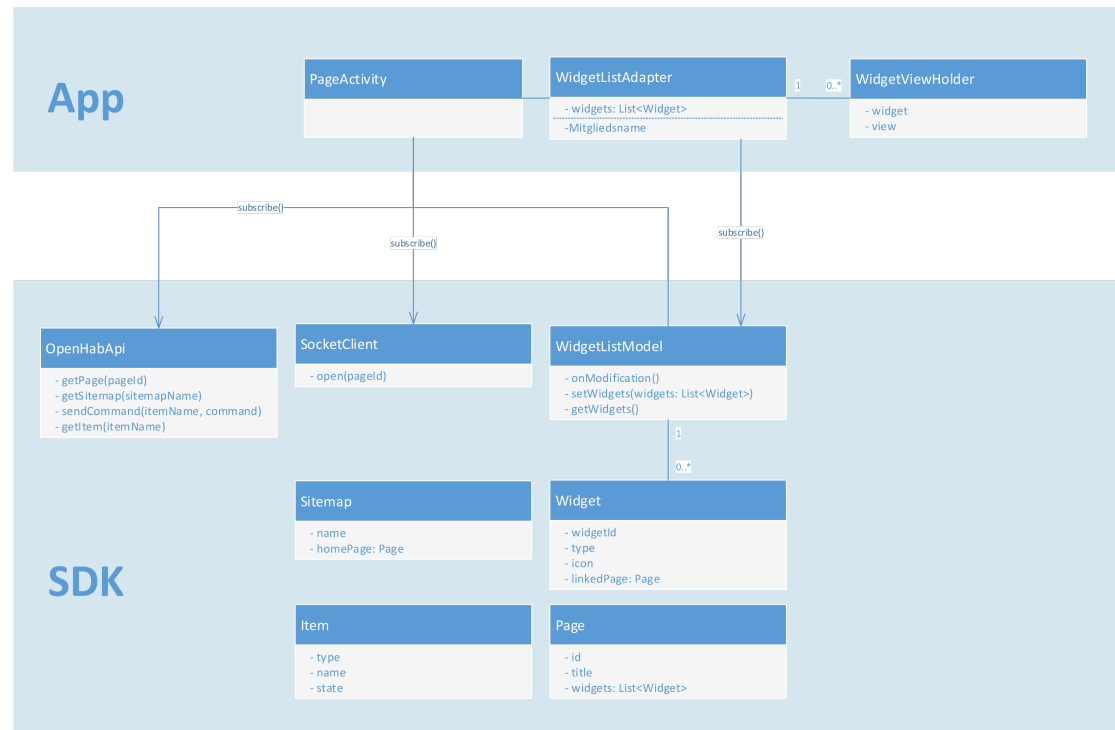 App
PageActivity
WidgetListAdapter
- widgets: List<Widget>
-Mitgliedsname
1
0..*
WidgetViewHolder
- widget
- view
subscribe()
subscribe()
subscribe()
SDK
OpenHabApi
- getPage(pageId)
- getSitemap(sitemapName)
- sendCommand(itemName, command)
- getItem(itemName)
SocketClient
- open(pageId)
WidgetListModel
- onModification()
- setWidgets(widgets: List<Widget>)
- getWidgets()
1
0..*
Sitemap
- name
- homePage: Page
Widget
- widgetId
- type
- icon
- linkedPage: Page
Item
- type
- name
- state
Page
- id
- title
- widgets: List<Widget>